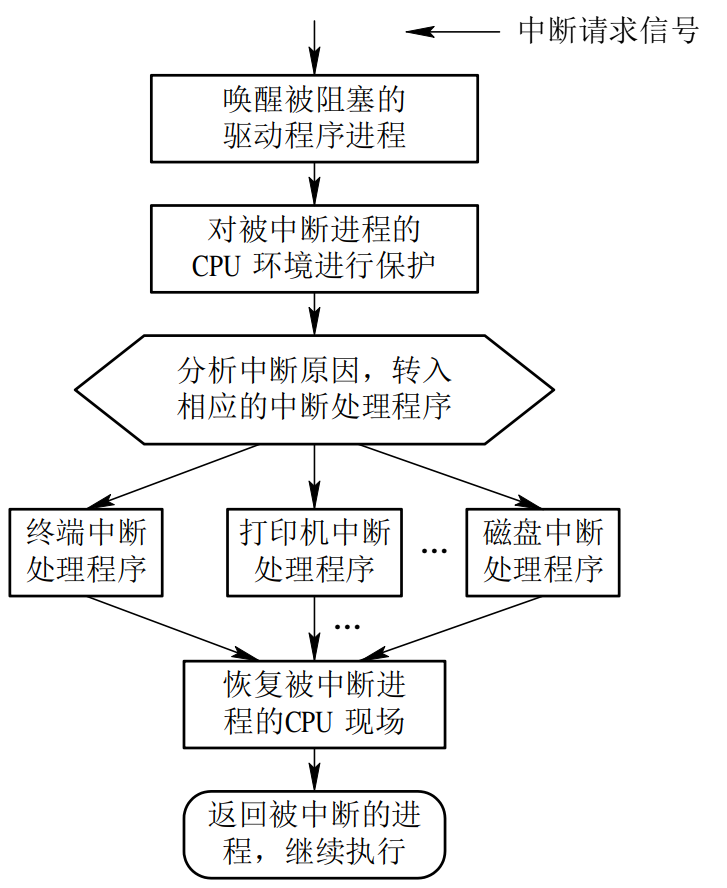 中断请求信号
唤醒被阻塞的
驱动程序进程
对被中断进程的
CPU 环境进行保护
分析中断原因，转入
相应的中断处理程序
终端中断
处理程序
打印机中断
处理程序
…
磁盘中断
处理程序
…
恢复被中断进
程的CPU 现场
返回被中断的进
程，继续执行